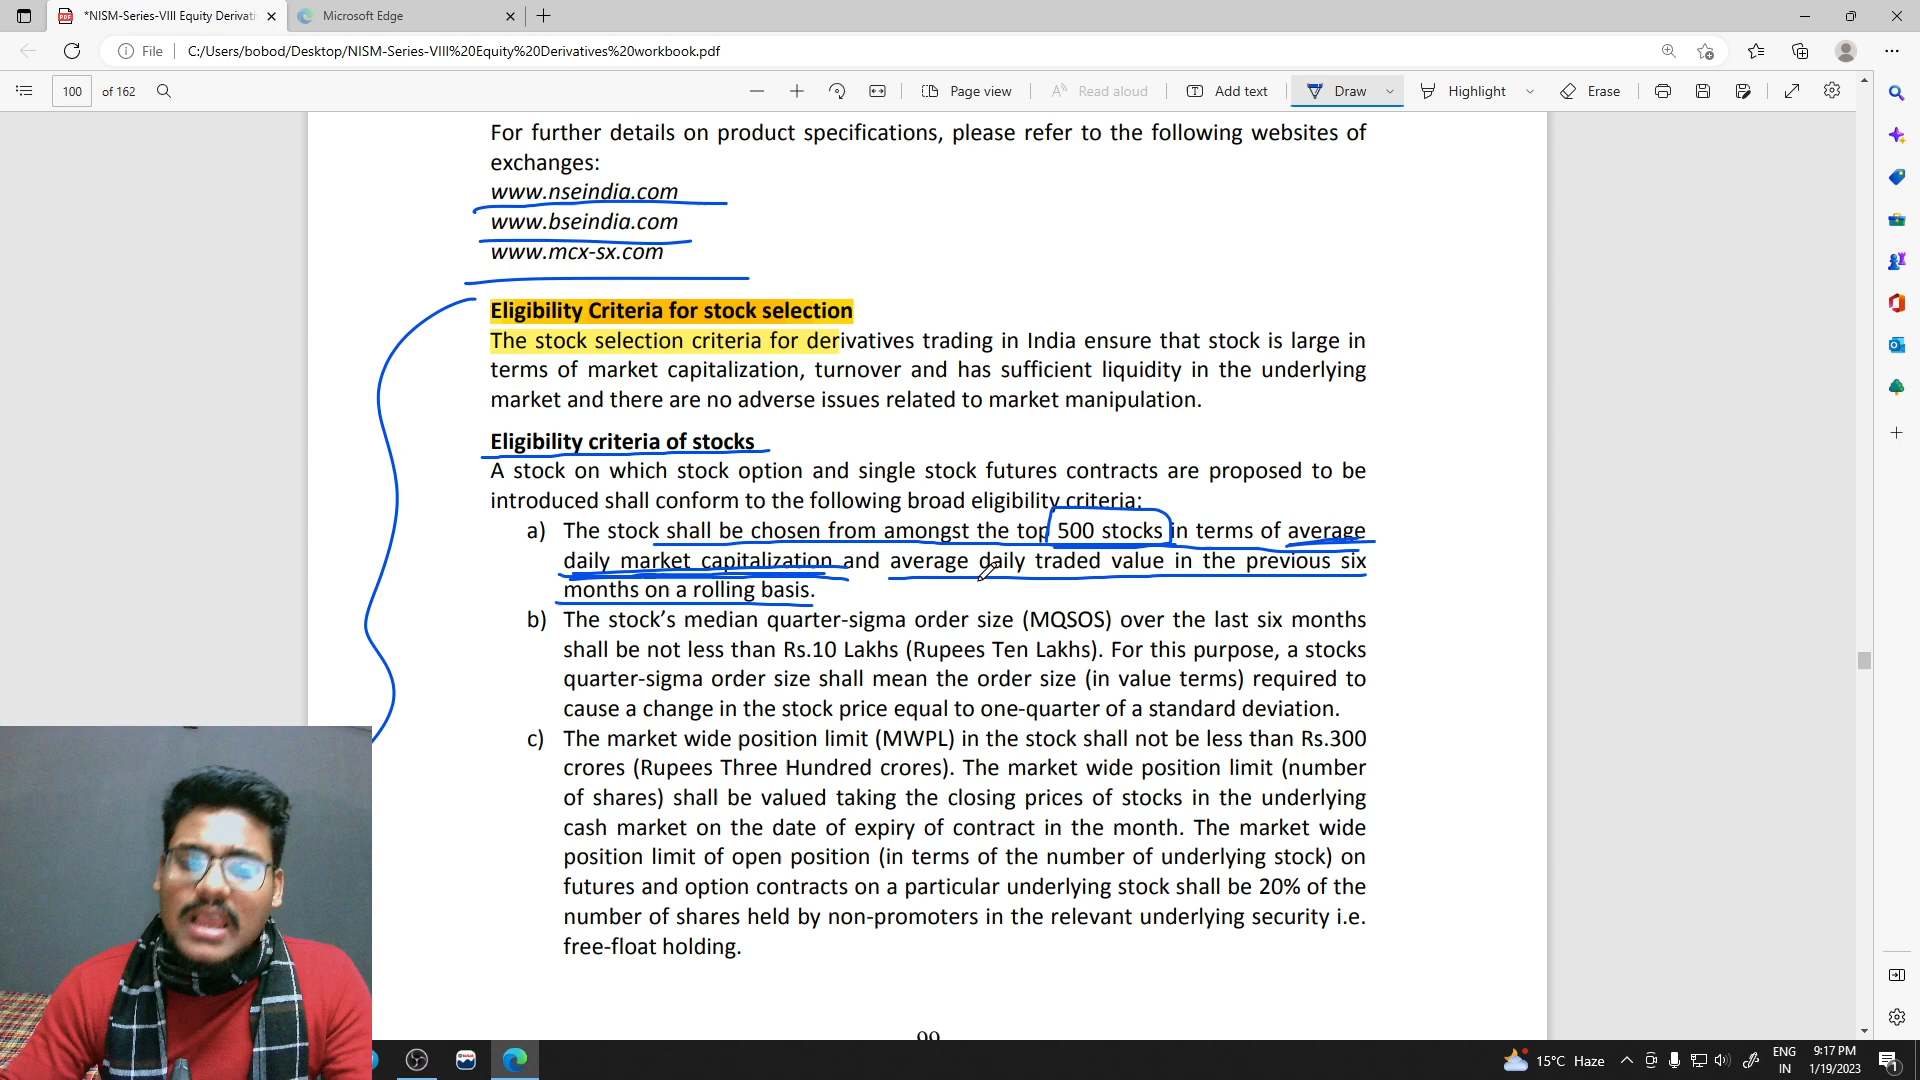 *NISM-Series-VIII Equity Derivati
Microsoft Edge
File
C:/Users/bobod/Desktop/NISM-Series-VIII%20Equity%20Derivatives%20workbook.pdf
100 of 162
Page view
Read aloud
Add text
Draw
Highlight
Erase
For further details on product specifications, please refer to the following websites of
exchanges:
www.nseindia.com
www.bseindia.com
www.mcx-sx.com
Eligibility Criteria for stock selection
The stock selection criteria for derivatives trading in India ensure that stock is large in
terms of market capitalization, turnover and has sufficient liquidity in the underlying
market and there are no adverse issues related to market manipulation.
Eligibility criteria of stocks
A stock on which stock option and single stock futures contracts are proposed to be
introduced shall conform to the following broad eligibility criteria:
a) The stock shall be chosen from amongst the top 500 stocks in terms of average
daily market capitalization and average daily traded value in the previous six
months on a rolling basis.
b) The stock's median quarter-sigma order size (MQSOS) over the last six months
shall be not less than Rs.10 Lakhs (Rupees Ten Lakhs). For this purpose, a stocks
quarter-sigma order size shall mean the order size (in value terms) required to
cause a change in the stock price equal to one-quarter of a standard deviation.
c) The market wide position limit (MWPL) in the stock shall not be less than Rs.300
crores (Rupees Three Hundred crores). The market wide position limit (number
of shares) shall be valued taking the closing prices of stocks in the underlying
cash market on the date of expiry of contract in the month. The market wide
position limit of open position (in terms of the number of underlying stock) on
futures and option contracts on a particular underlying stock shall be 20% of the
number of shares held by non-promoters in the relevant underlying security i.e.
free-float holding.
99
15°C Haze
ENG
IN
9:17 PM
1/19/2023
1